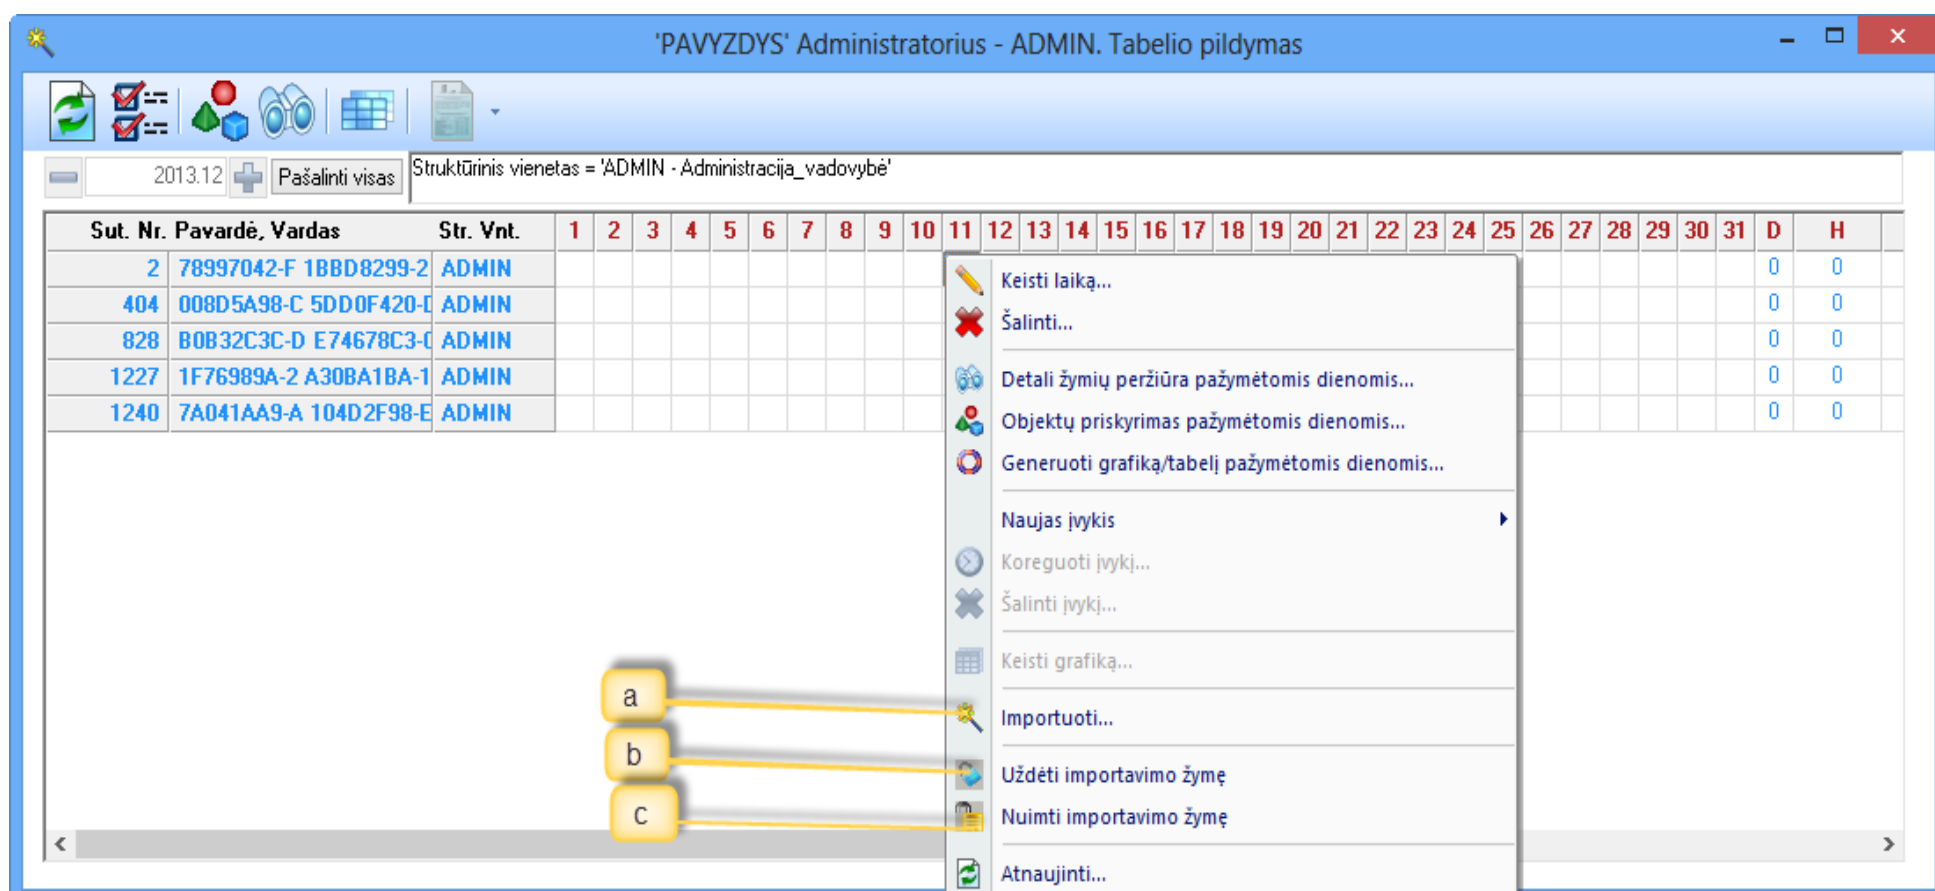 'PAVYZDYS' Administratorius - ADMIN. Tabelio pildymas
2013.12 Pašalinti visas Struktūrinis vienetas = 'ADMIN - Administracija_vadovybė'
Sut. Nr. Pavardė, Vardas Str. Vnt. 1 2 3 4 5 6 7 8 9 10 11 12 13 14 15 16 17 18 19 20 21 22 23 24 25 26 27 28 29 30 31 D H
2 78997042-F 1BBD8299-2 ADMIN 0 0
404 008D5A98-C 5DD0F420-D ADMIN 0 0
828 B0B32C3C-D E74678C3- ADMIN 0 0
1227 1F76989A-2 A30BA1BA-1 ADMIN 0 0
1240 7A041AA9-A 104D2F98-E ADMIN 0 0
Keisti laiką...
Šalinti...
Detali žymių peržiūra pažymėtomis dienomis...
Objektų priskyrimas pažymėtomis dienomis...
Generuoti grafiką/tabelį pažymėtomis dienomis...
Naujas įvykis
Koreguoti įvykį...
Šalinti įvykį...
Keisti grafiką...
a
Importuoti...
b
Uždėti importavimo žymę
c
Nuimti importavimo žymę
Atnaujinti...